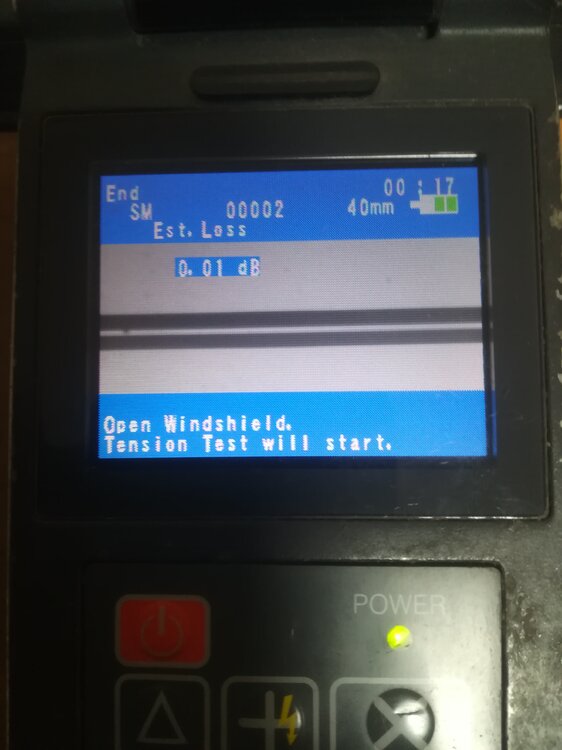 End
00:17
SM 00002 40mm
Est. Loss
0.01 dB
Open Windshield.
Tension Test will start.
POWER